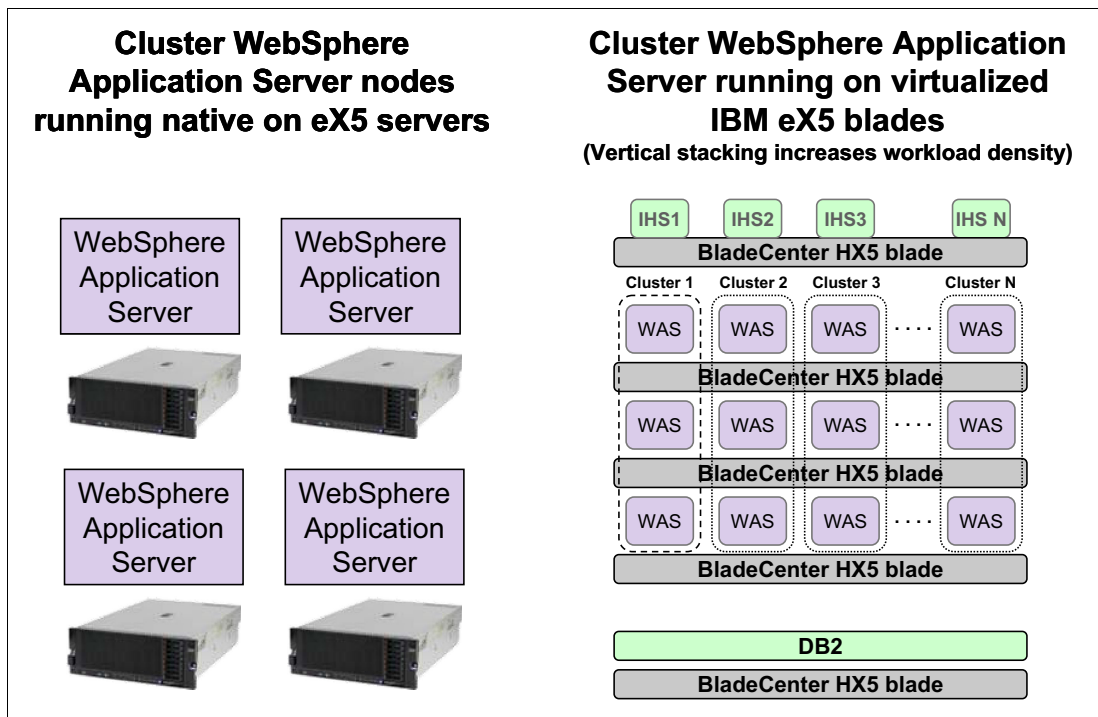 Cluster WebSphere
Application Server nodes
running native on eX5 servers
WebSphere
Application
Server
WebSphere
Application
Server
WebSphere
Application
Server
WebSphere
Application
Server
Cluster WebSphere Application
Server running on virtualized
IBM eX5 blades
(Vertical stacking increases workload density)
IHS1 IHS2 IHS3 IHS N
BladeCenter HX5 blade
Cluster 1 Cluster 2 Cluster 3 Cluster N
WAS WAS WAS . . . . WAS
BladeCenter HX5 blade
WAS WAS WAS . . . . WAS
BladeCenter HX5 blade
WAS WAS WAS . . . . WAS
BladeCenter HX5 blade
DB2
BladeCenter HX5 blade